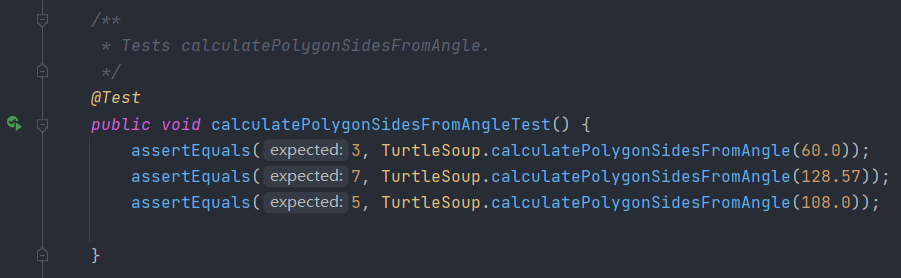 /**
 * Tests calculatePolygonSidesFromAngle.
 */
@Test
public void calculatePolygonSidesFromAngleTest() {
    assertEquals( expected: 3, TurtleSoup.calculatePolygonSidesFromAngle(60.0));
    assertEquals( expected: 7, TurtleSoup.calculatePolygonSidesFromAngle(128.57));
    assertEquals( expected: 5, TurtleSoup.calculatePolygonSidesFromAngle(108.0));
}